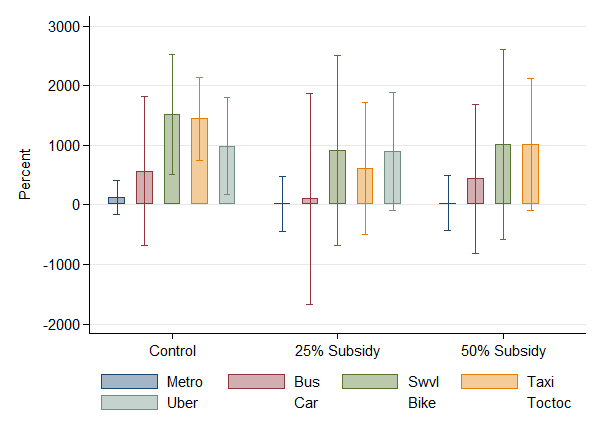 3000
2000
1000
0
-1000
-2000
Percent
Control 25% Subsidy 50% Subsidy
Metro Bus Swvl Taxi
Uber Car Bike Toctoc